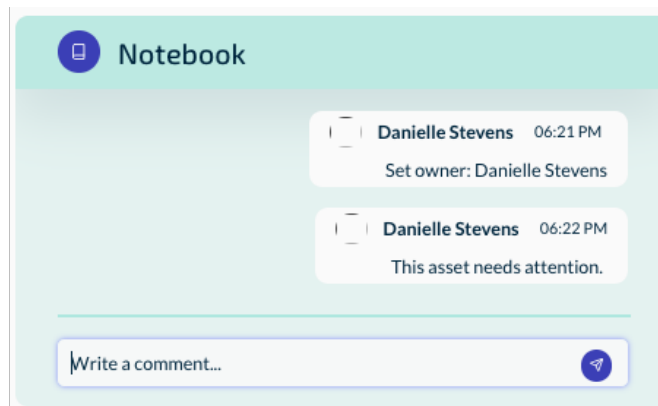 Notebook
Danielle Stevens 06:21 PM
Set owner: Danielle Stevens
Danielle Stevens 06:22 PM
This asset needs attention.
Write a comment...